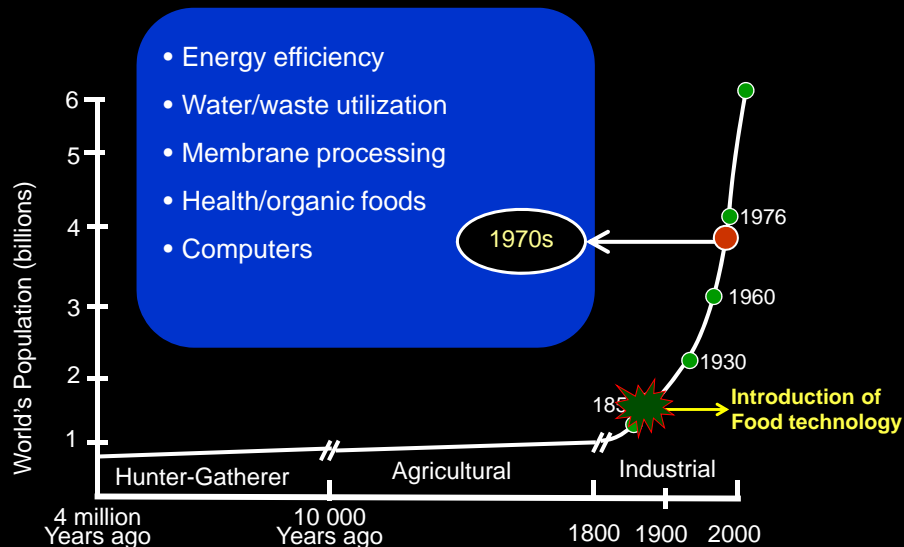 • Energy efficiency
• Water/waste utilization
• Membrane processing
• Health/organic foods
• Computers
1970s
World's Population (billions)
6
5
4
3
2
1
1976
1960
1930
185
Introduction of
Food technology
Hunter-Gatherer
Agricultural
Industrial
4 million
Years ago
10 000
Years ago
1800
1900
2000